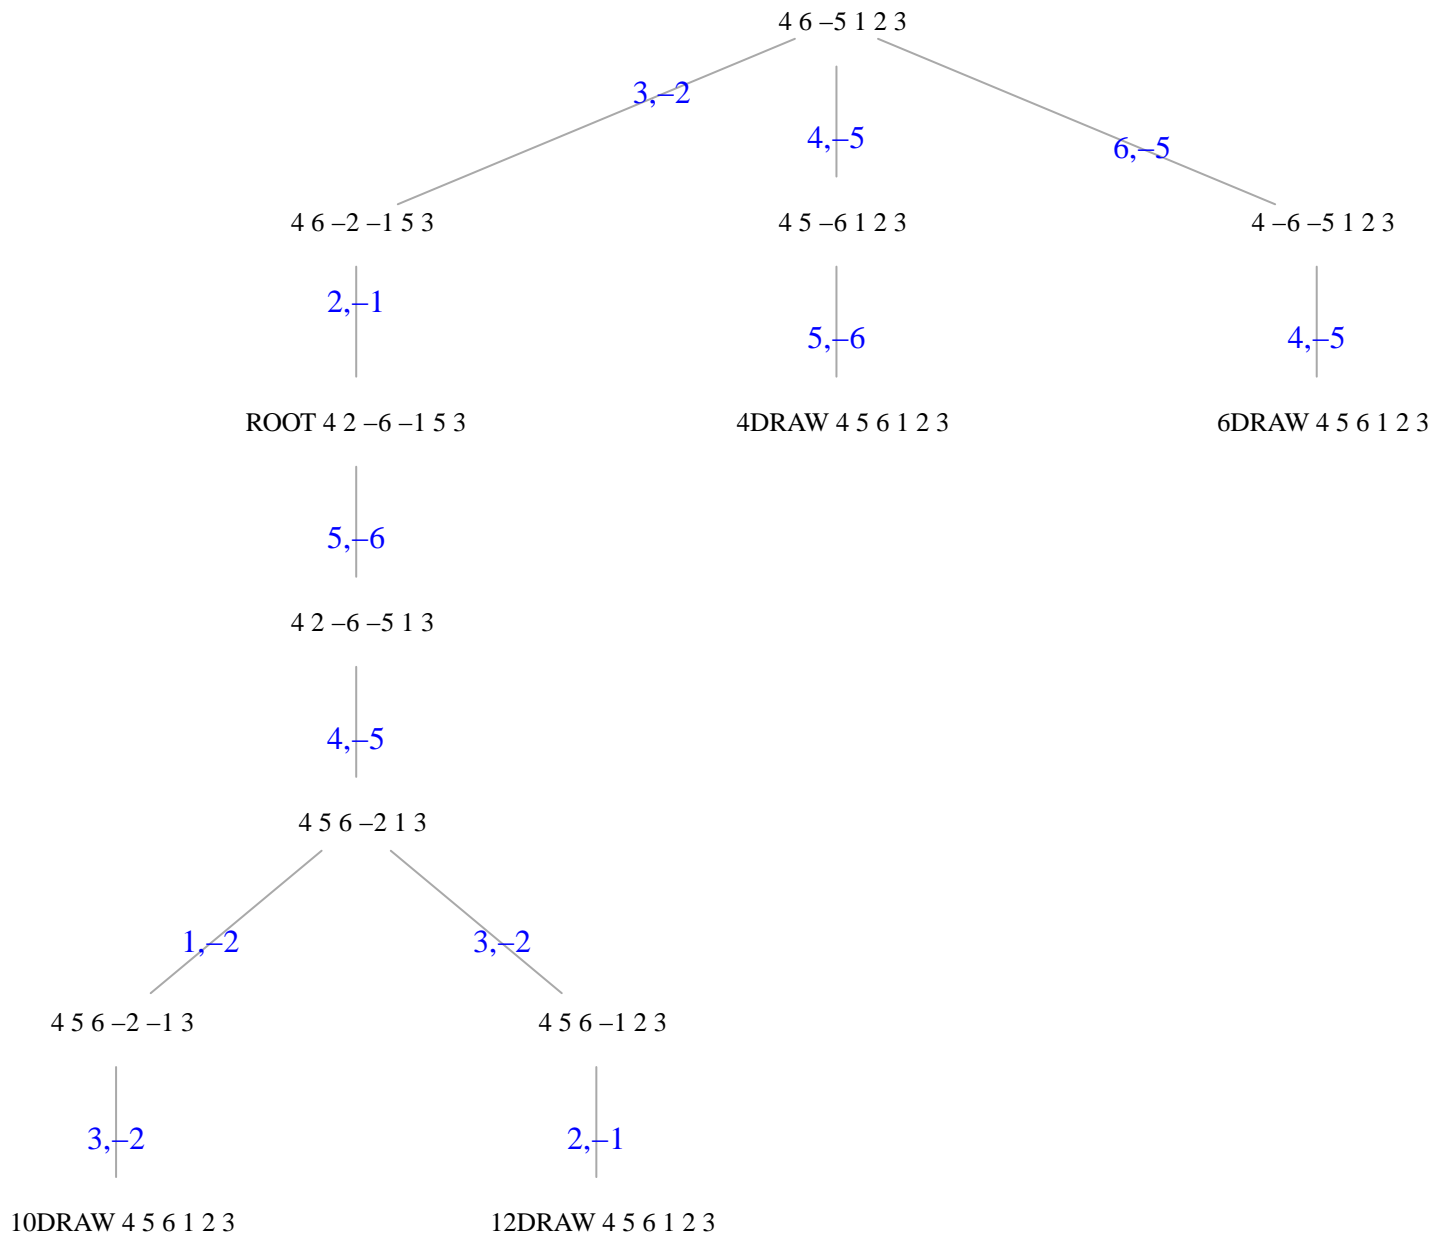 4 6 –5 1 2 3
3,–2
4,–5
6,–5
4 6 –2 –1 5 3
4 5 –6 1 2 3
4 –6 –5 1 2 3
2,–1
5,–6
4,–5
ROOT 4 2 –6 –1 5 3
4DRAW 4 5 6 1 2 3
6DRAW 4 5 6 1 2 3
5,–6
4 2 –6 –5 1 3
4,–5
4 5 6 –2 1 3
1,–2
3,–2
4 5 6 –2 –1 3
4 5 6 –1 2 3
3,–2
2,–1
10DRAW 4 5 6 1 2 3
12DRAW 4 5 6 1 2 3